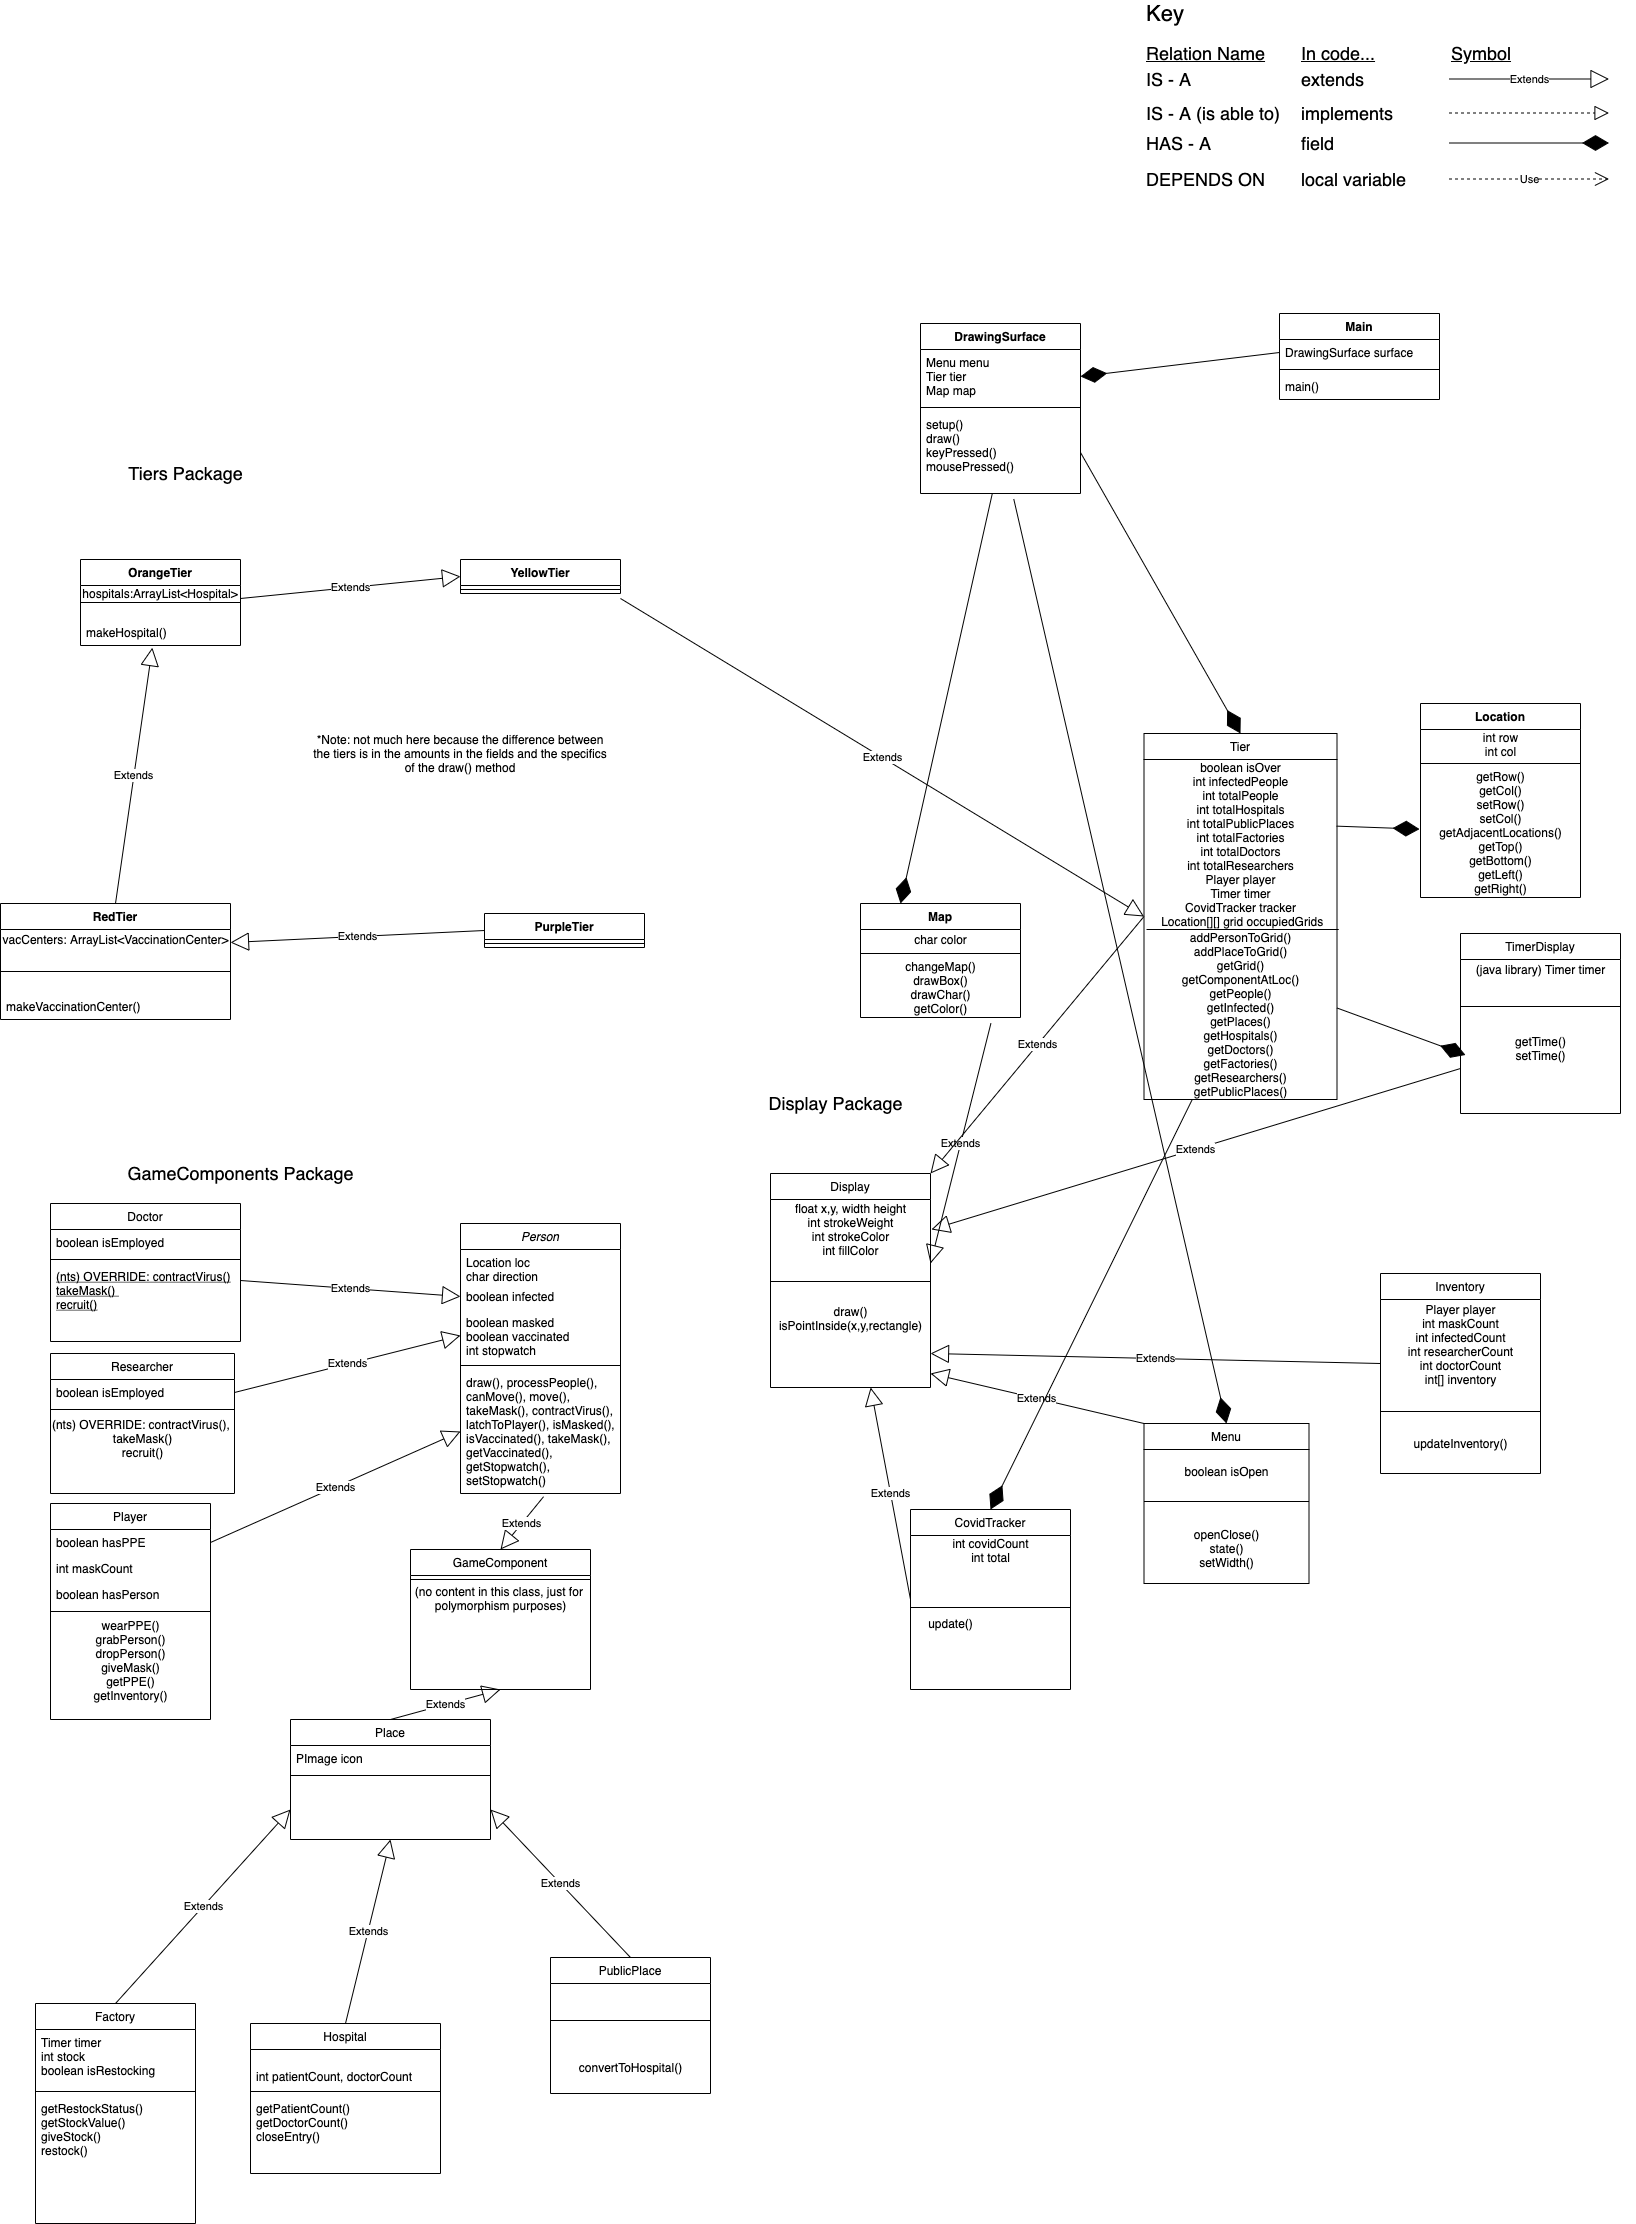 Key
Relation Name In code... Symbol
IS - A extends Extends
IS - A (is able to) implements
HAS - A field
DEPENDS ON local variable Use
DrawingSurface
Menu menu
Tier tier
Map map
setup()
draw()
keyPressed()
mousePressed()
Main
DrawingSurface surface
main()
Tiers Package
OrangeTier
hospitals:ArrayList<Hospital>
makeHospital()
Extends
YellowTier
Extends
Extends
*Note: not much here because the difference between
the tiers is in the amounts in the fields and the specifics
of the draw() method
RedTier
vacCenters: ArrayList<VaccinationCenter>
makeVaccinationCenter()
Extends
PurpleTier
Tier
boolean isOver
int infectedPeople
int totalPeople
int totalHospitals
int totalPublicPlaces
int totalFactories
int totalDoctors
int totalResearchers
Player player
Timer timer
CovidTracker tracker
Location[][] grid occupiedGrids
addPersonToGrid()
addPlaceToGrid()
getGrid()
getComponentAtLoc()
getPeople()
getInfected()
getPlaces()
getHospitals()
getDoctors()
getFactories()
getResearchers()
getPublicPlaces()
Location
int row
int col
getRow()
getCol()
setRow()
setCol()
getAdjacentLocations()
getTop()
getBottom()
getLeft()
getRight()
Map
char color
changeMap()
drawBox()
drawChar()
getColor()
TimerDisplay
(java library) Timer timer
getTime()
setTime()
Extends
Extends
Extends
Display Package
Display
float x,y, width height
int strokeWeight
int strokeColor
int fillColor
draw()
isPointInside(x,y,rectangle)
Extends
Extends
Extends
Inventory
Player player
int maskCount
int infectedCount
int researcherCount
int doctorCount
int[] inventory
updateInventory()
Menu
boolean isOpen
openClose()
state()
setWidth()
CovidTracker
int covidCount
int total
update()
GameComponents Package
Doctor
boolean isEmployed
(nts) OVERRIDE: contractVirus()
takeMask()
recruit()
Extends
Researcher
boolean isEmployed
(nts) OVERRIDE: contractVirus(),
takeMask()
recruit()
Extends
Player
boolean hasPPE
int maskCount
boolean hasPerson
wearPPE()
grabPerson()
dropPerson()
giveMask()
getPPE()
getInventory()
Extends
Person
Location loc
char direction
boolean infected
boolean masked
boolean vaccinated
int stopwatch
draw(), processPeople(),
canMove(), move(),
takeMask(), contractVirus(),
latchToPlayer(), isMasked(),
isVaccinated(), takeMask(),
getVaccinated(),
getStopwatch(),
setStopwatch()
Extends
GameComponent
(no content in this class, just for
polymorphism purposes)
Extends
Place
PImage icon
Extends
Extends
Extends
Factory
Timer timer
int stock
boolean isRestocking
getRestockStatus()
getStockValue()
giveStock()
restock()
Hospital
int patientCount, doctorCount
getPatientCount()
getDoctorCount()
closeEntry()
PublicPlace
convertToHospital()